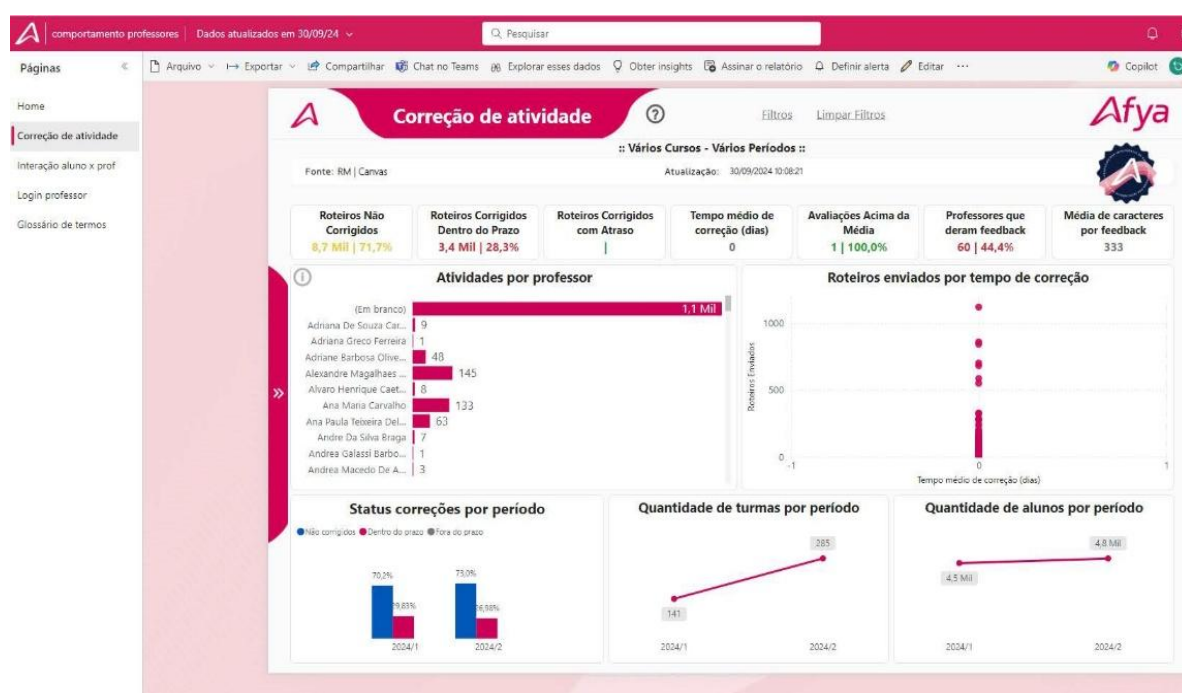 comportamento professores | Dados atualizados em 30/09/24
Pesquisar
Páginas
Arquivo Exportar Compartilhar Chat no Teams Explorar esses dados Obter insights Assinar o relatório Definir alerta Editar ... Copilot
Home
Correção de atividade
Interação aluno x prof
Login professor
Glossário de termos
Correção de atividade
?
Filtros Limpar Filtros
Afya
:: Vários Cursos - Vários Períodos ::
Fonte: RM | Canvas
Atualização: 30/09/2024 10:08:21
Roteiros Não Corrigidos
8,7 Mil | 71,7%
Roteiros Corrigidos Dentro do Prazo
3,4 Mil | 28,3%
Roteiros Corrigidos com Atraso
|
Tempo médio de correção (dias)
0
Avaliações Acima da Média
1 | 100,0%
Professores que deram feedback
60 | 44,4%
Média de caracteres por feedback
333
Atividades por professor
(Em branco) 1,1 Mil
Adriana De Souza Car... 9
Adriana Greco Ferreira 1
Adriane Barbosa Olive... 48
Alexandre Magalhaes ... 145
Alvaro Henrique Caet... 8
Ana Maria Carvalho 133
Ana Paula Teixeira Del... 63
Andre Da Silva Braga 7
Andrea Galassi Barbo... 1
Andrea Macedo De A... 3
Roteiros enviados por tempo de correção
Roteiros Enviados
1000
500
0
-1 0 1
Tempo médio de correção (dias)
Status correções por período
Não corrigidos Dentro do prazo Fora do prazo
70,2% 29,83% 73,0% 26,98%
2024/1 2024/2
Quantidade de turmas por período
285
141
2024/1 2024/2
Quantidade de alunos por período
4,8 Mil
4,5 Mil
2024/1 2024/2